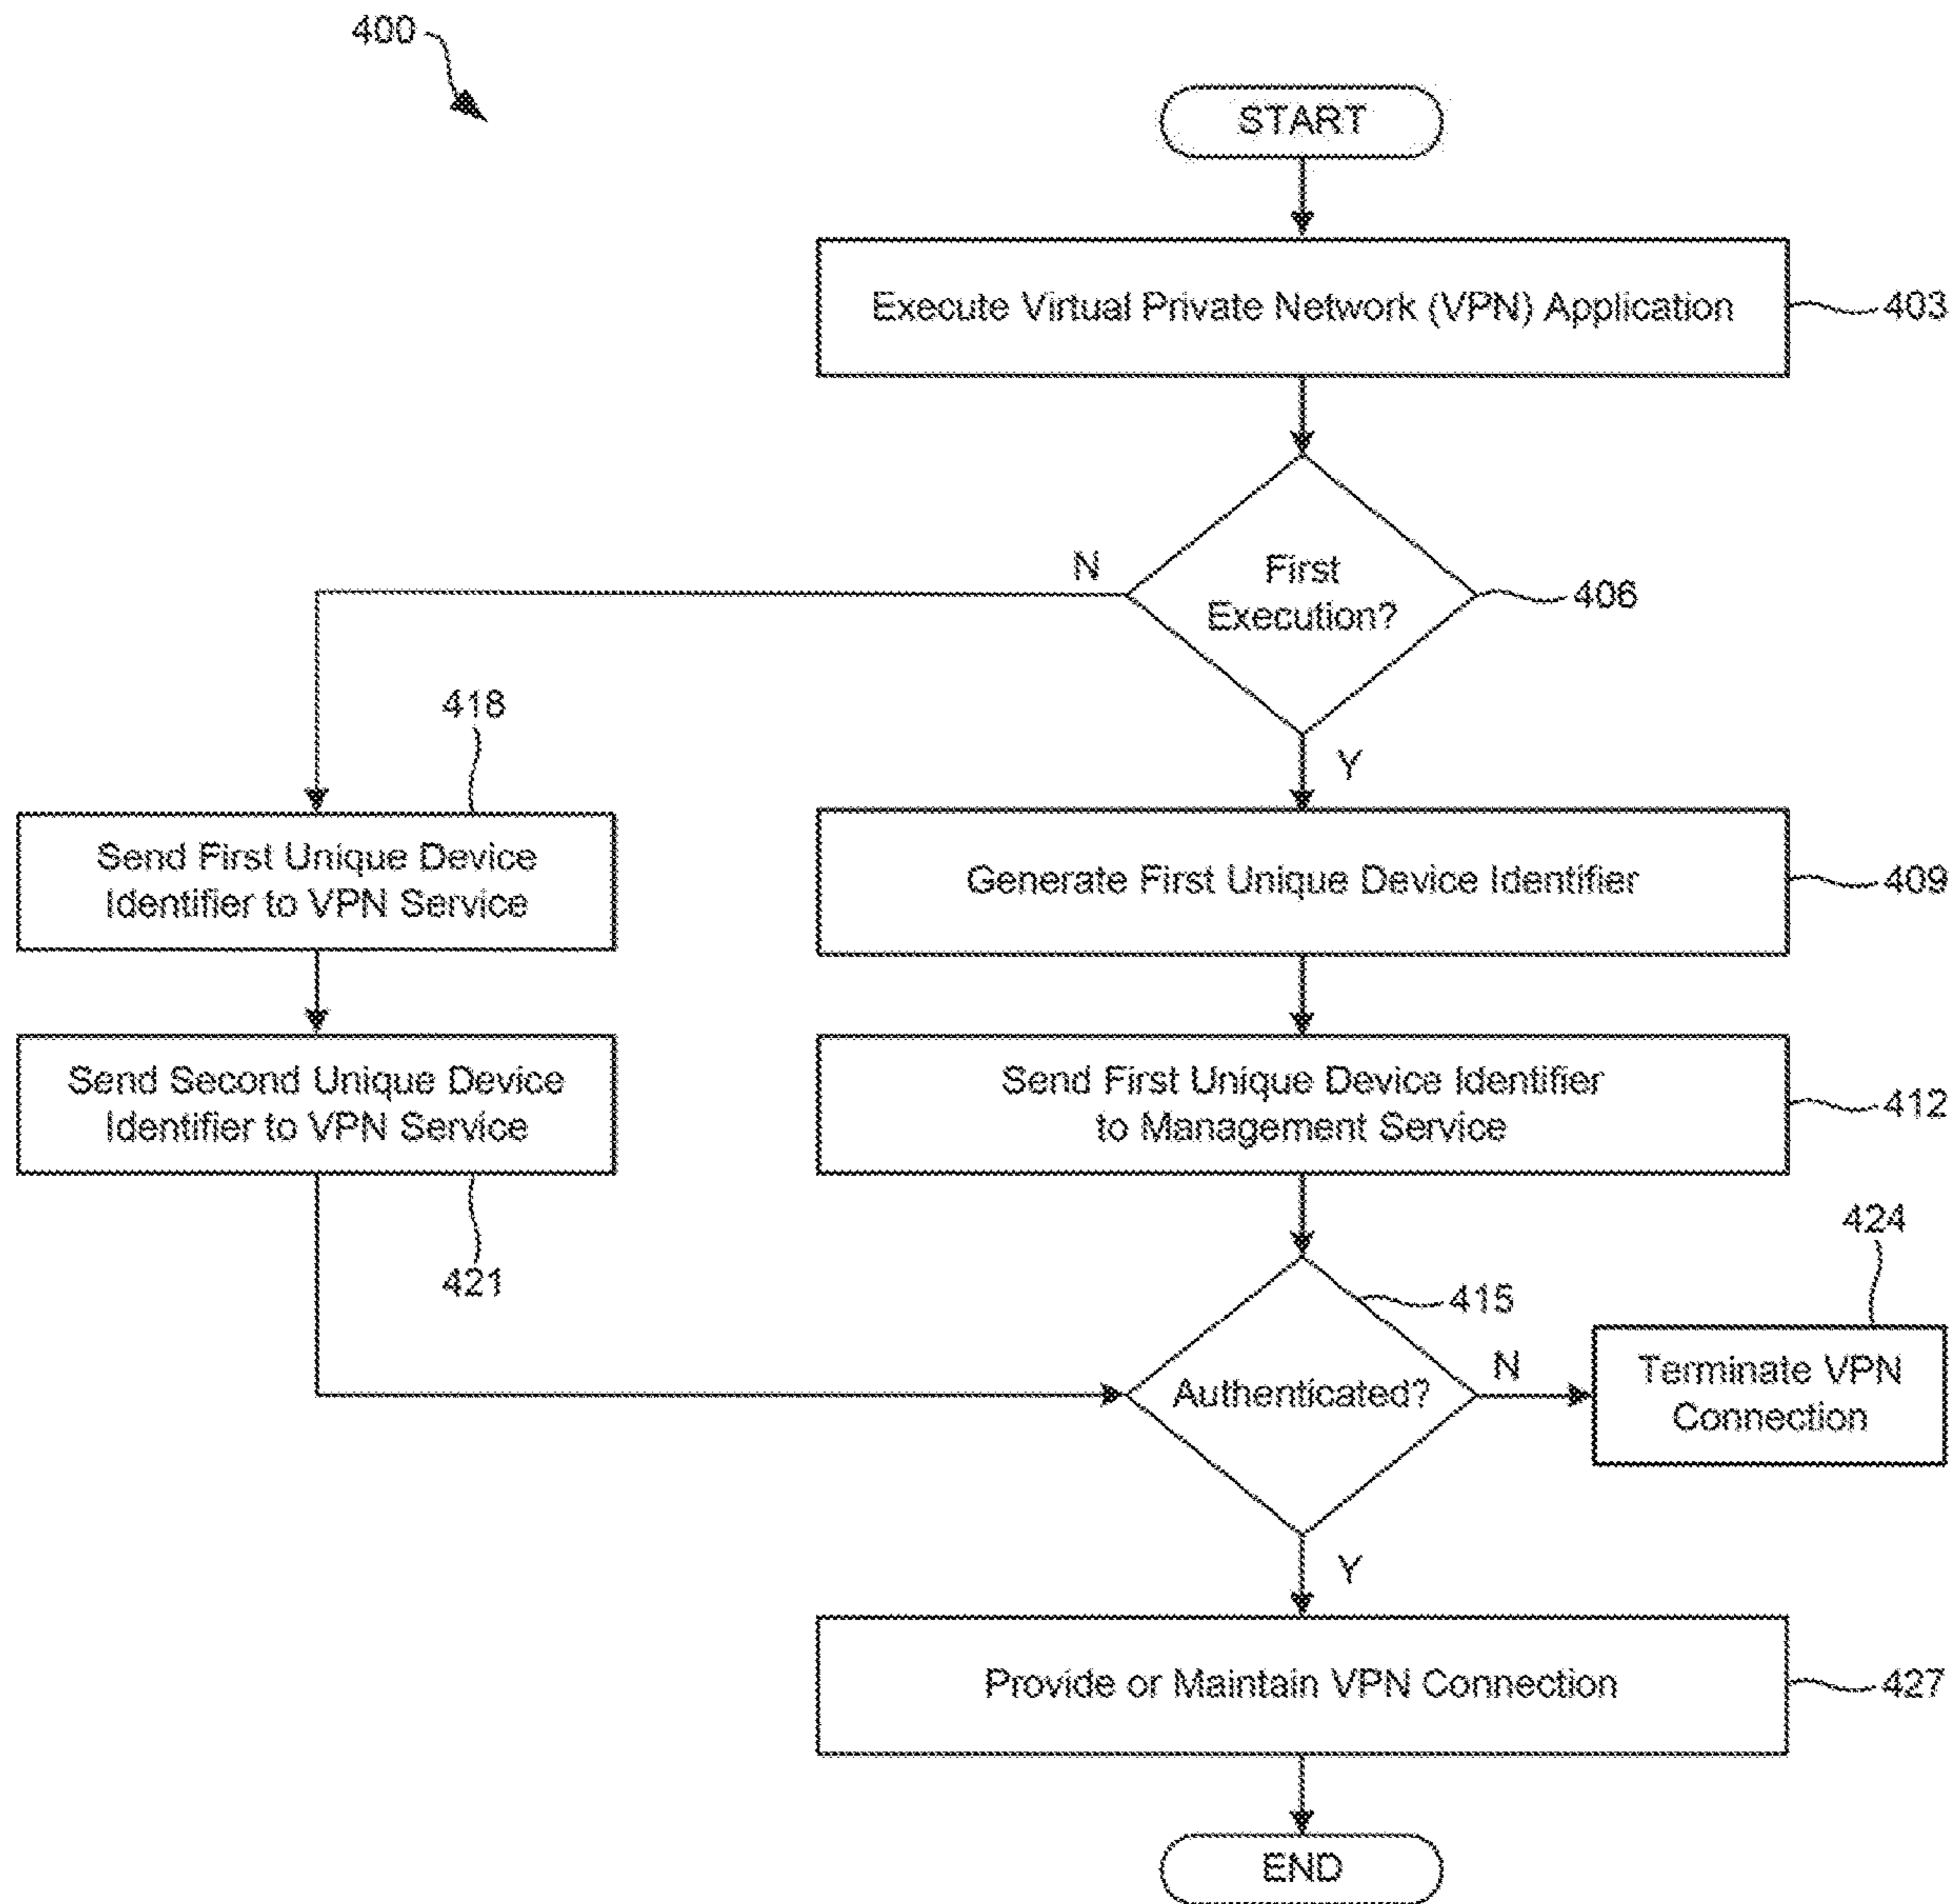 400
START
Execute Virtual Private Network (VPN) Application
403
N
First
Execution?
406
Y
418
Send First Unique Device
Identifier to VPN Service
Generate First Unique Device Identifier
409
Send Second Unique Device
Identifier to VPN Service
421
Send First Unique Device Identifier
to Management Service
412
415
Authenticated?
N
424
Terminate VPN
Connection
Y
Provide or Maintain VPN Connection
427
END